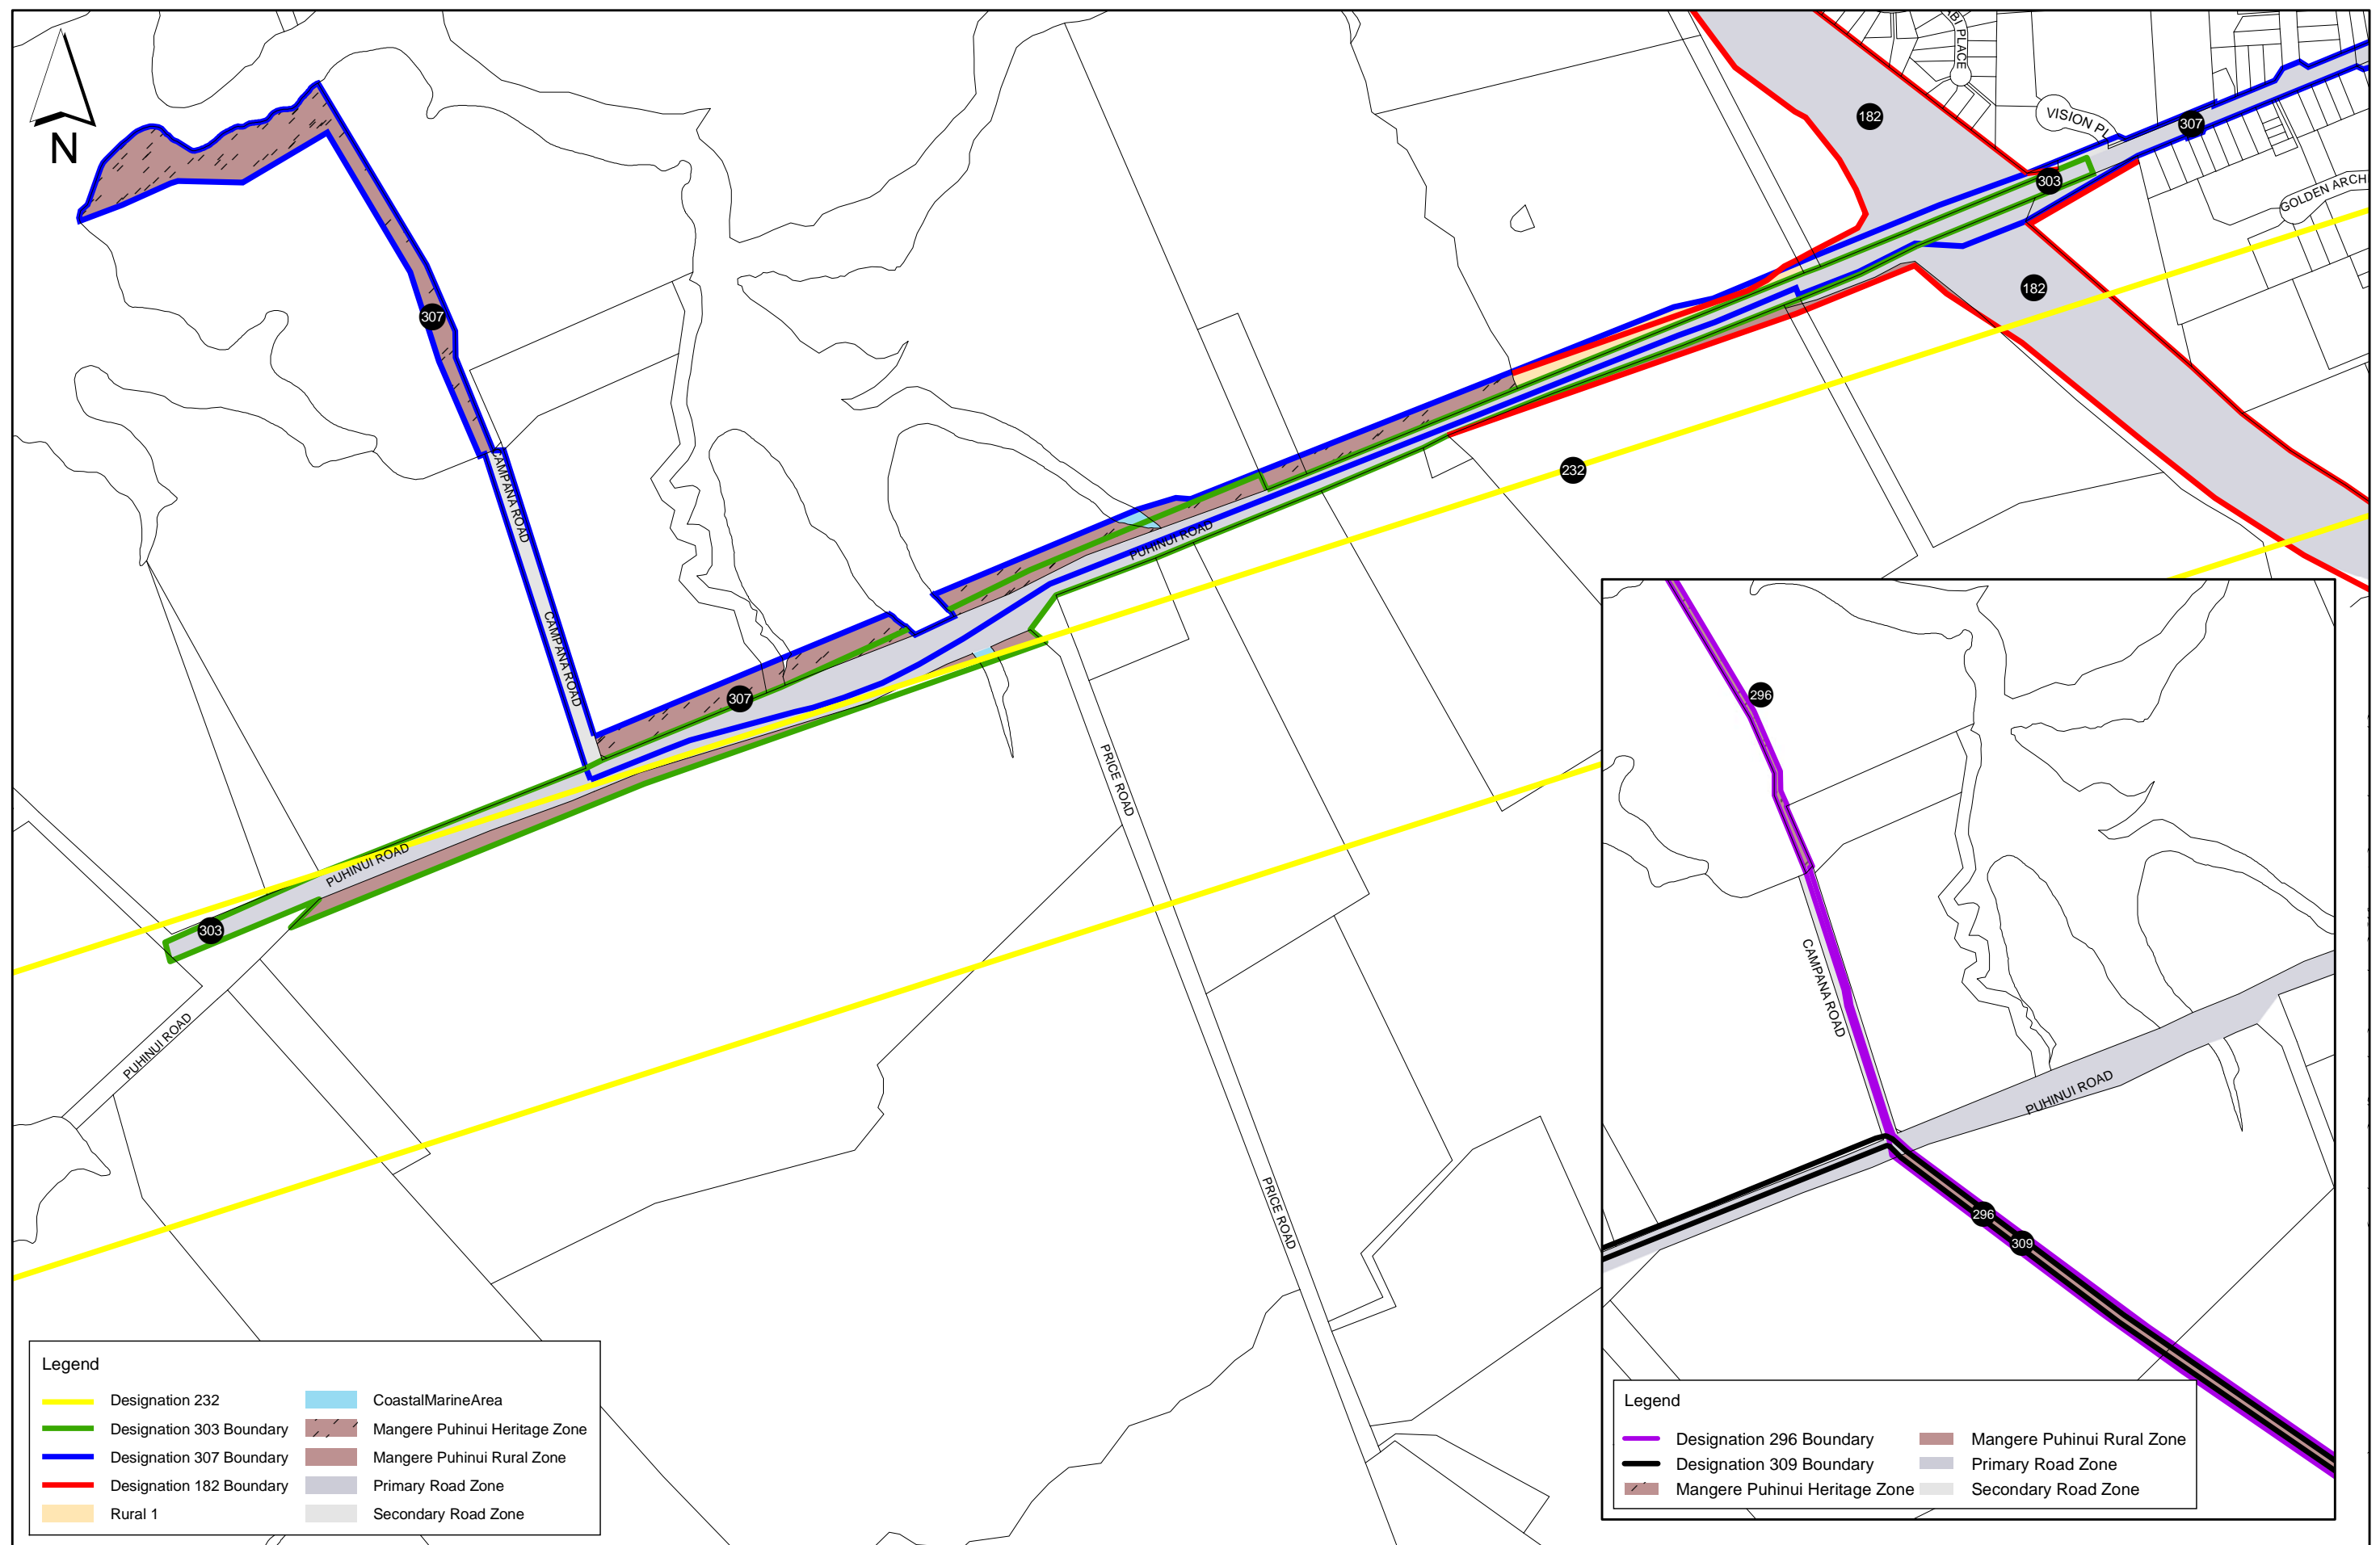 BI PLACE
182
VISION PL
307
303
GOLDEN ARCH
N
182
307
CAMPANA ROAD
232
PUHINUI ROAD
CAMPANA ROAD
307
PRICE ROAD
PUHINUI ROAD
303
PUHINUI ROAD
PRICE ROAD
296
CAMPANA ROAD
PUHINUI ROAD
296
309
Legend
Designation 232
Designation 303 Boundary
Designation 307 Boundary
Designation 182 Boundary
Rural 1
CoastalMarineArea
Mangere Puhinui Heritage Zone
Mangere Puhinui Rural Zone
Primary Road Zone
Secondary Road Zone
Legend
Designation 296 Boundary
Designation 309 Boundary
Mangere Puhinui Heritage Zone
Mangere Puhinui Rural Zone
Primary Road Zone
Secondary Road Zone